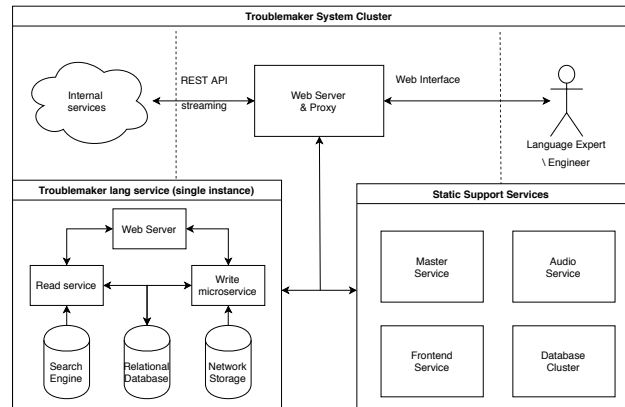 Troublemaker System Cluster
Internal
services
REST API
streaming
Web Server
& Proxy
Web Interface
Language Expert
\ Engineer
Troublemaker lang service (single instance)
Web Server
Read service
Write
microservice
Search
Engine
Relational
Database
Network
Storage
Static Support Services
Master
Service
Audio
Service
Frontend
Service
Database
Cluster